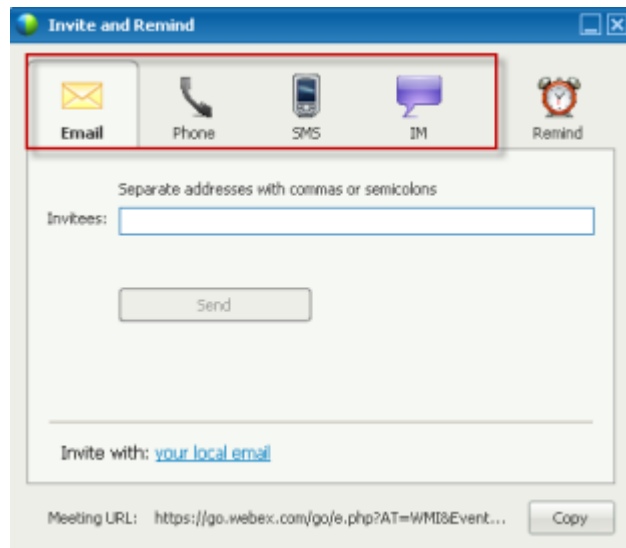 Invite and Remind
Email Phone SMS IM Remind
Separate addresses with commas or semicolons
Invitees:
Send
Invite with: your local email
Meeting URL: https://go.webex.com/go/e.php?AT=WMI&Event... Copy